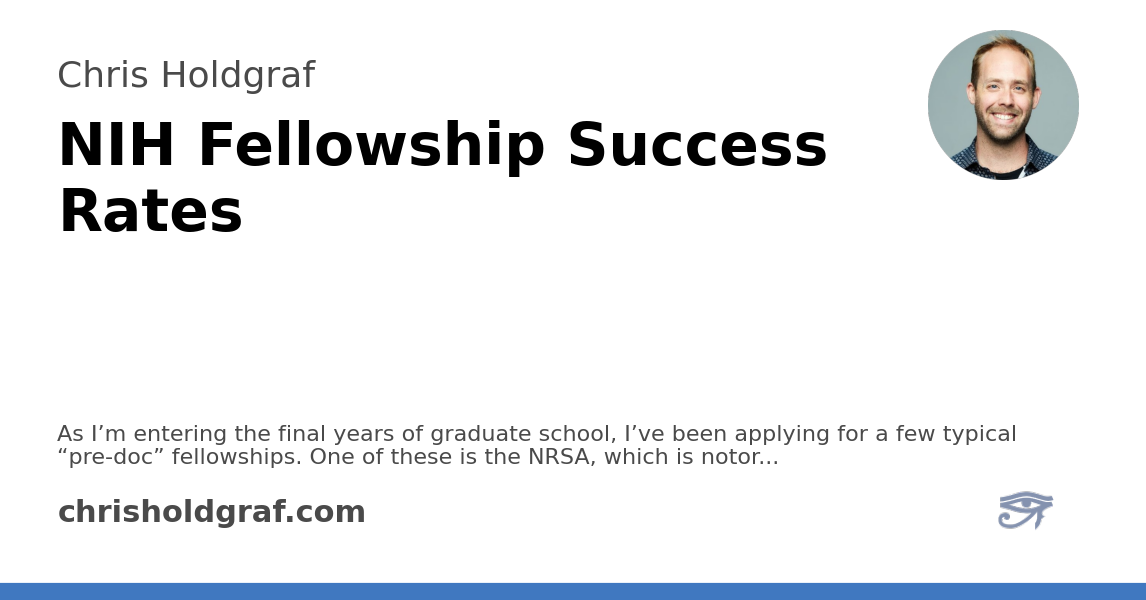 Chris Holdgraf
NIH Fellowship Success
Rates
As I’m entering the final years of graduate school, I’ve been applying for a few typical
“pre-doc” fellowships. One of these is the NRSA, which is notor...
chrisholdgraf.com